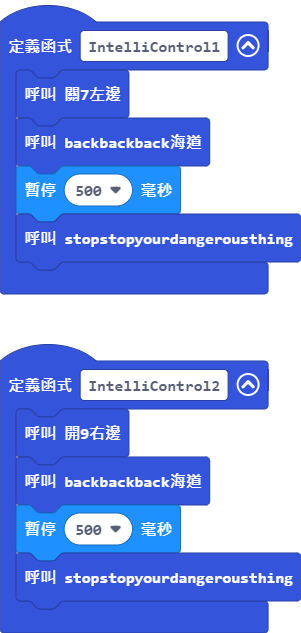 定義函式 IntelliControl1
呼叫 開7左邊
呼叫 backbackback海道
暫停 500 毫秒
呼叫 stopstopyourdangerousthing
定義函式 IntelliControl2
呼叫 開9右邊
呼叫 backbackback海道
暫停 500 毫秒
呼叫 stopstopyourdangerousthing